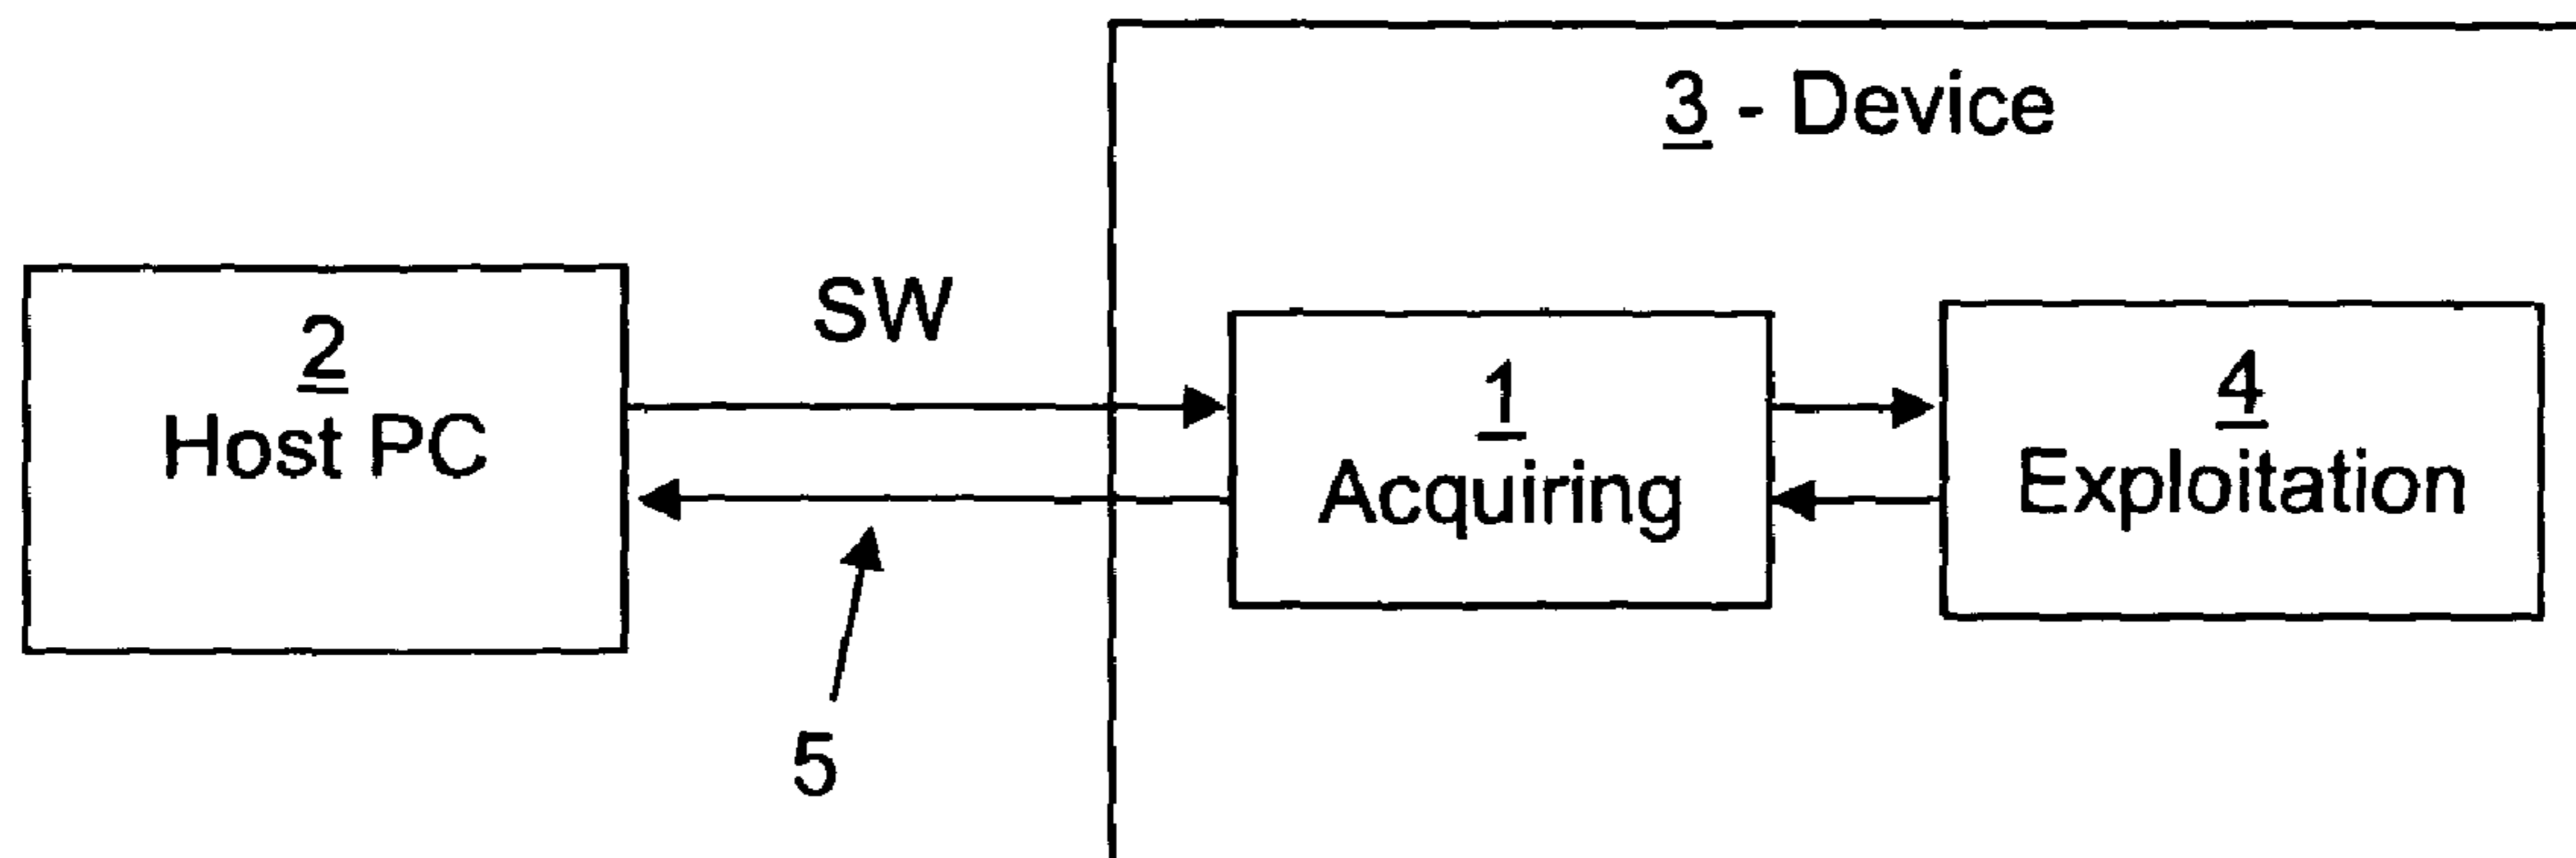 3 - Device
2
Host PC
SW
1
Acquiring
4
Exploitation
5